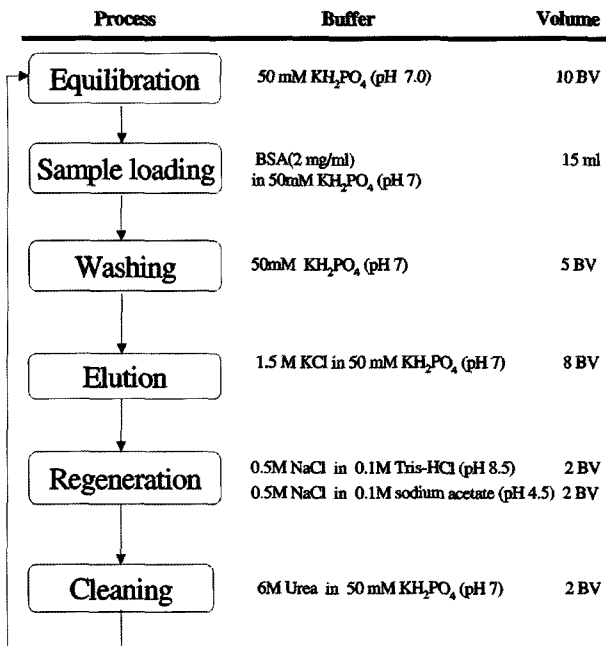 Process Buffer Volume
Equilibration 50 mM KH₂PO₄ (pH 7.0) 10 BV
Sample loading BSA(2 mg/ml) 15 ml
in 50mM KH₂PO₄ (pH 7)
Washing 50mM KH₂PO₄ (pH 7) 5 BV
Elution 1.5 M KCl in 50 mM KH₂PO₄ (pH 7) 8 BV
Regeneration 0.5M NaCl in 0.1M Tris-HCl (pH 8.5) 2 BV
0.5M NaCl in 0.1M sodium acetate (pH 4.5) 2 BV
Cleaning 6M Urea in 50 mM KH₂PO₄ (pH 7) 2 BV